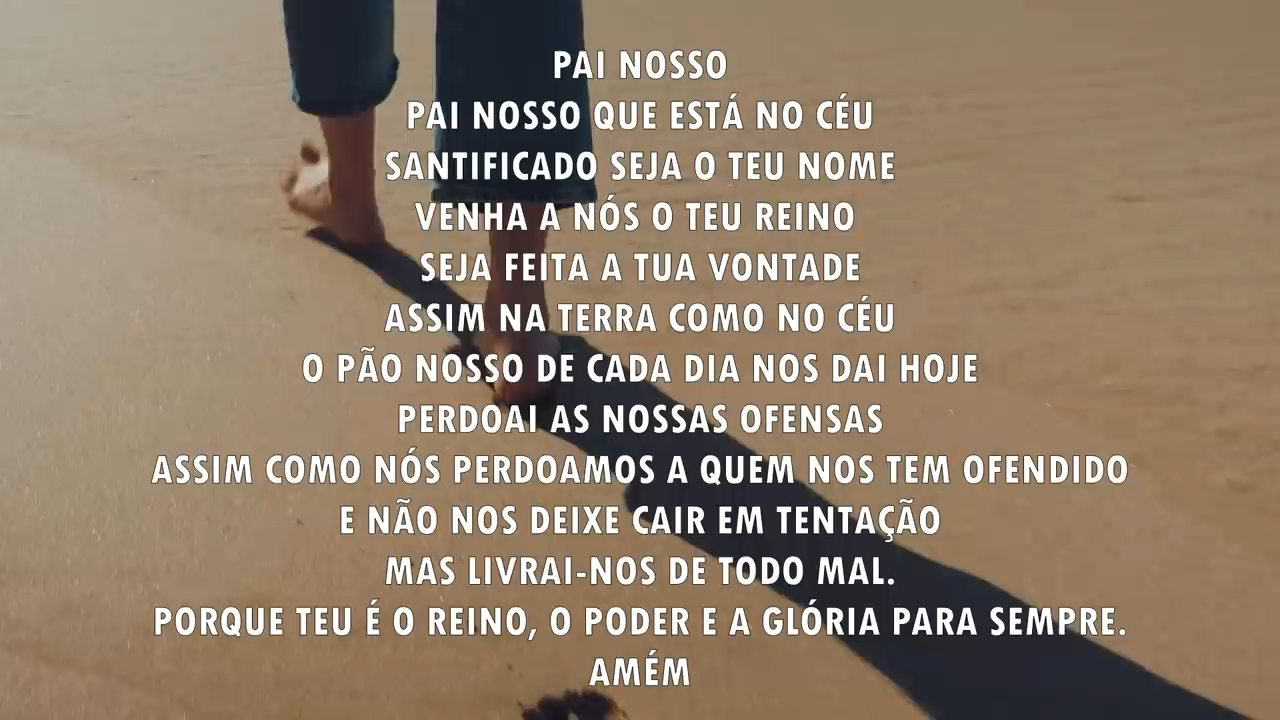 PAI NOSSO
PAI NOSSO QUE ESTÁ NO CÉU
SANTIFICADO SEJA O TEU NOME
VENHA A NÓS O TEU REINO
SEJA FEITA A TUA VONTADE
ASSIM NA TERRA COMO NO CÉU
O PÃO NOSSO DE CADA DIA NOS DAI HOJE
PERDOAI AS NOSSAS OFENSAS
ASSIM COMO NÓS PERDOAMOS A QUEM NOS TEM OFENDIDO
E NÃO NOS DEIXE CAIR EM TENTAÇÃO
MAS LIVRAI-NOS DE TODO MAL.
PORQUE TEU É O REINO, O PODER E A GLÓRIA PARA SEMPRE.
AMÉM